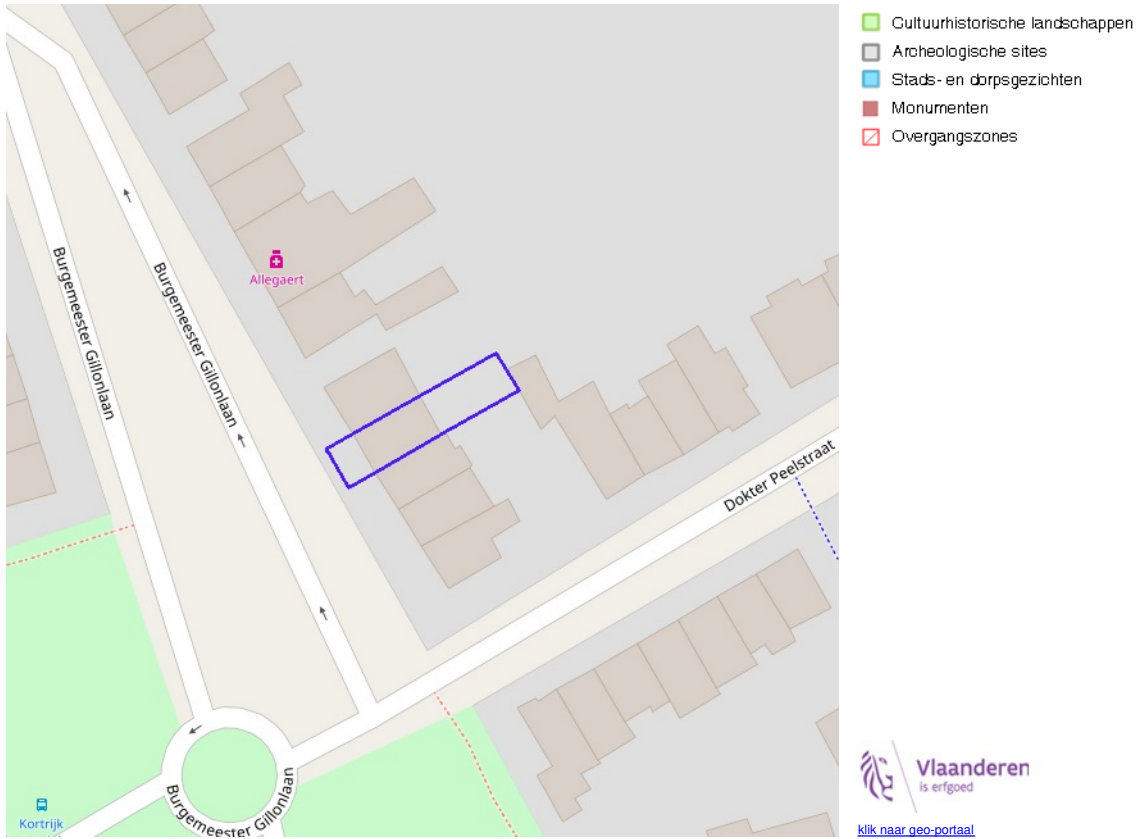 Burgemeester Gillonlaan
Burgemeester Gillonlaan
Allegaert
Dokter Peelstraat
Burgemeester Gillonlaan
Kortrijk
Cultuurhistorische landschappen
Archeologische sites
Stads- en dorpsgezichten
Monumenten
Overgangszones
Vlaanderen
is erfgoed
klik naar geo-portaal